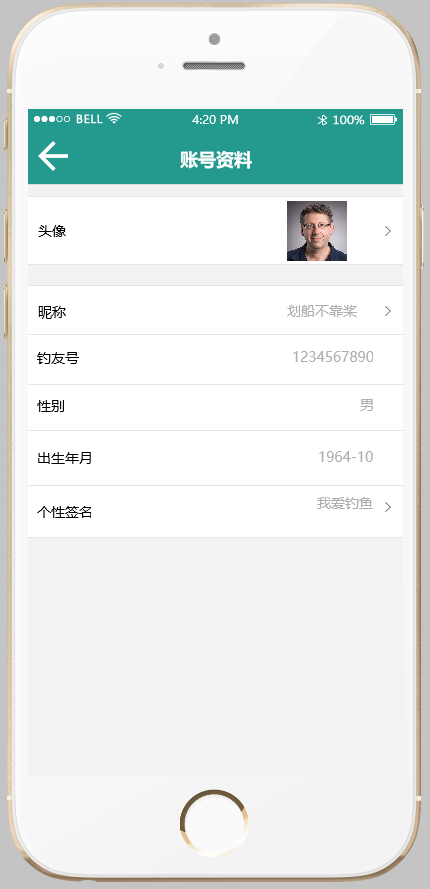 BELL 4:20 PM 100%
账号资料
头像
昵称 划船不靠桨
钓友号 1234567890
性别 男
出生年月 1964-10
个性签名 我爱钓鱼